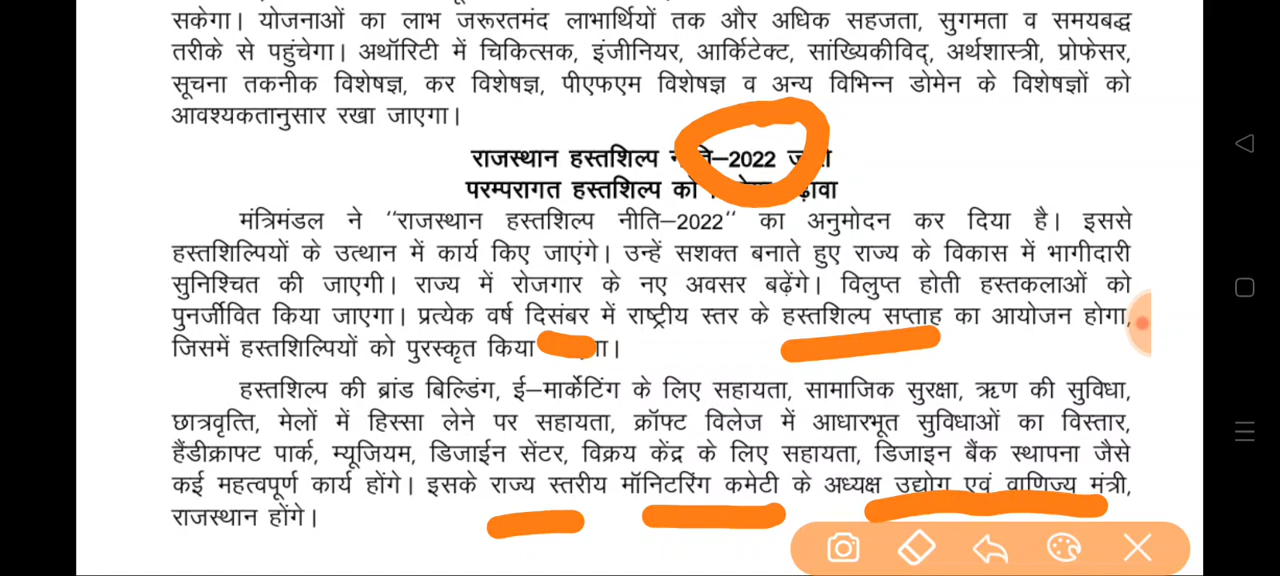 सकेगा। योजनाओं का लाभ जरूरतमंद लाभार्थियों तक और अधिक सहजता, सुगमता व समयबद्ध
तरीके से पहुंचेगा। अथॉरिटी में चिकित्सक, इंजीनियर, आर्किटेक्ट, सांख्यिकीविद्, अर्थशास्त्री, प्रोफेसर,
सूचना तकनीक विशेषज्ञ, कर विशेषज्ञ, पीएफएम विशेषज्ञ व अन्य विभिन्न डोमेन के विशेषज्ञों को
आवश्यकतानुसार रखा जाएगा।
राजस्थान हस्तशिल्प नीति–2022
परम्परागत हस्तशिल्प को
मंत्रिमंडल ने ‘‘राजस्थान हस्तशिल्प नीति–2022’’ का अनुमोदन कर दिया है। इससे
हस्तशिल्पियों के उत्थान में कार्य किए जाएंगे। उन्हें सशक्त बनाते हुए राज्य के विकास में भागीदारी
सुनिश्चित की जाएगी। राज्य में रोजगार के नए अवसर बढ़ेंगे। विलुप्त होती हस्तकलाओं को
पुनर्जीवित किया जाएगा। प्रत्येक वर्ष दिसंबर में राष्ट्रीय स्तर के हस्तशिल्प सप्ताह का आयोजन होगा,
जिसमें हस्तशिल्पियों को पुरस्कृत किया
हस्तशिल्प की ब्रांड बिल्डिंग, ई–मार्केटिंग के लिए सहायता, सामाजिक सुरक्षा, ऋण की सुविधा,
छात्रवृत्ति, मेलों में हिस्सा लेने पर सहायता, क्रॉफ्ट विलेज में आधारभूत सुविधाओं का विस्तार,
हैंडीक्राफ्ट पार्क, म्यूजियम, डिजाईन सेंटर, विक्रय केंद्र के लिए सहायता, डिजाइन बैंक स्थापना जैसे
कई महत्वपूर्ण कार्य होंगे। इसके राज्य स्तरीय मॉनिटरिंग कमेटी के अध्यक्ष उद्योग एवं वाणिज्य मंत्री,
राजस्थान होंगे।